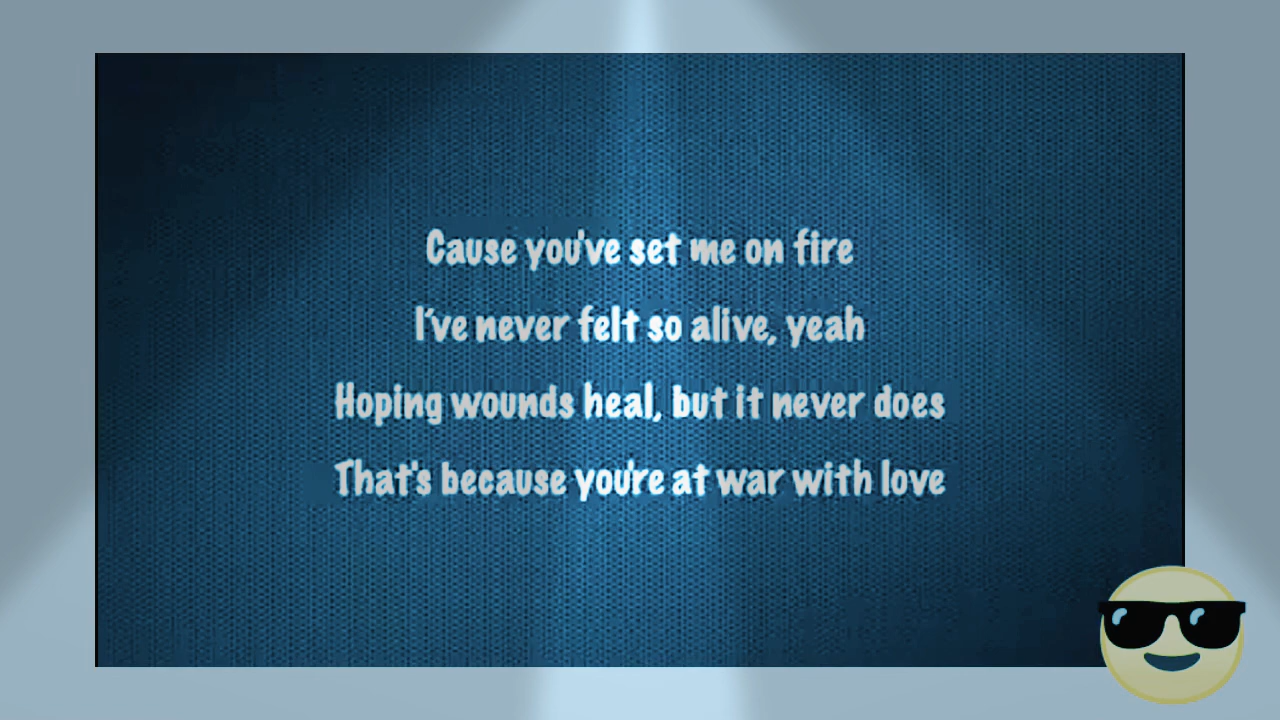 Cause you've set me on fire
I've never felt so alive, yeah
Hoping wounds heal, but it never does
That's because you're at war with love